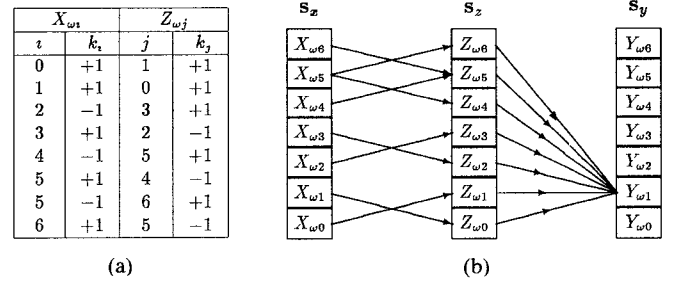 X_{ωı} Z_{ωj}
ı k_ı j k_j
0 +1 1 +1
1 +1 0 +1
2 −1 3 +1
3 +1 2 −1
4 −1 5 +1
5 +1 4 −1
5 −1 6 +1
6 +1 5 −1
(a)
s_x s_z s_y
X_{ω6} Z_{ω6} Y_{ω6}
X_{ω5} Z_{ω5} Y_{ω5}
X_{ω4} Z_{ω4} Y_{ω4}
X_{ω3} Z_{ω3} Y_{ω3}
X_{ω2} Z_{ω2} Y_{ω2}
X_{ω1} Z_{ω1} Y_{ω1}
X_{ω0} Z_{ω0} Y_{ω0}
(b)